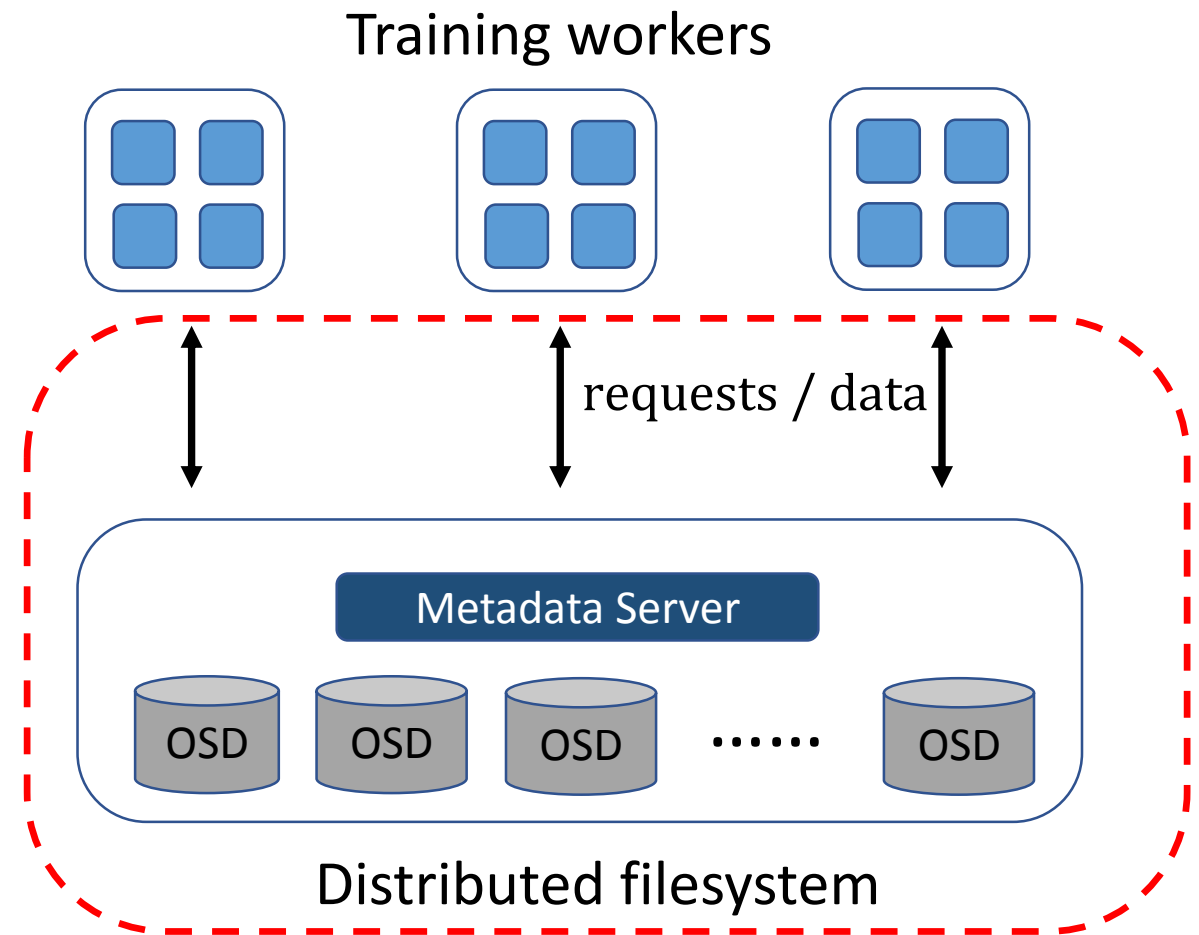 Training workers
requests / data
Metadata Server
OSD OSD OSD ...... OSD
Distributed filesystem